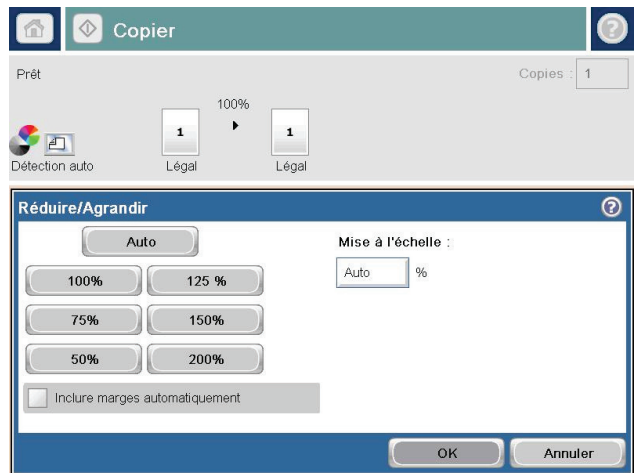 Copier
Prêt
Copies : 1
100%
1 1
Détection auto Légal Légal
Réduire/Agrandir
Auto Mise à l'échelle :
100% 125 % Auto %
75% 150%
50% 200%
Inclure marges automatiquement
OK Annuler